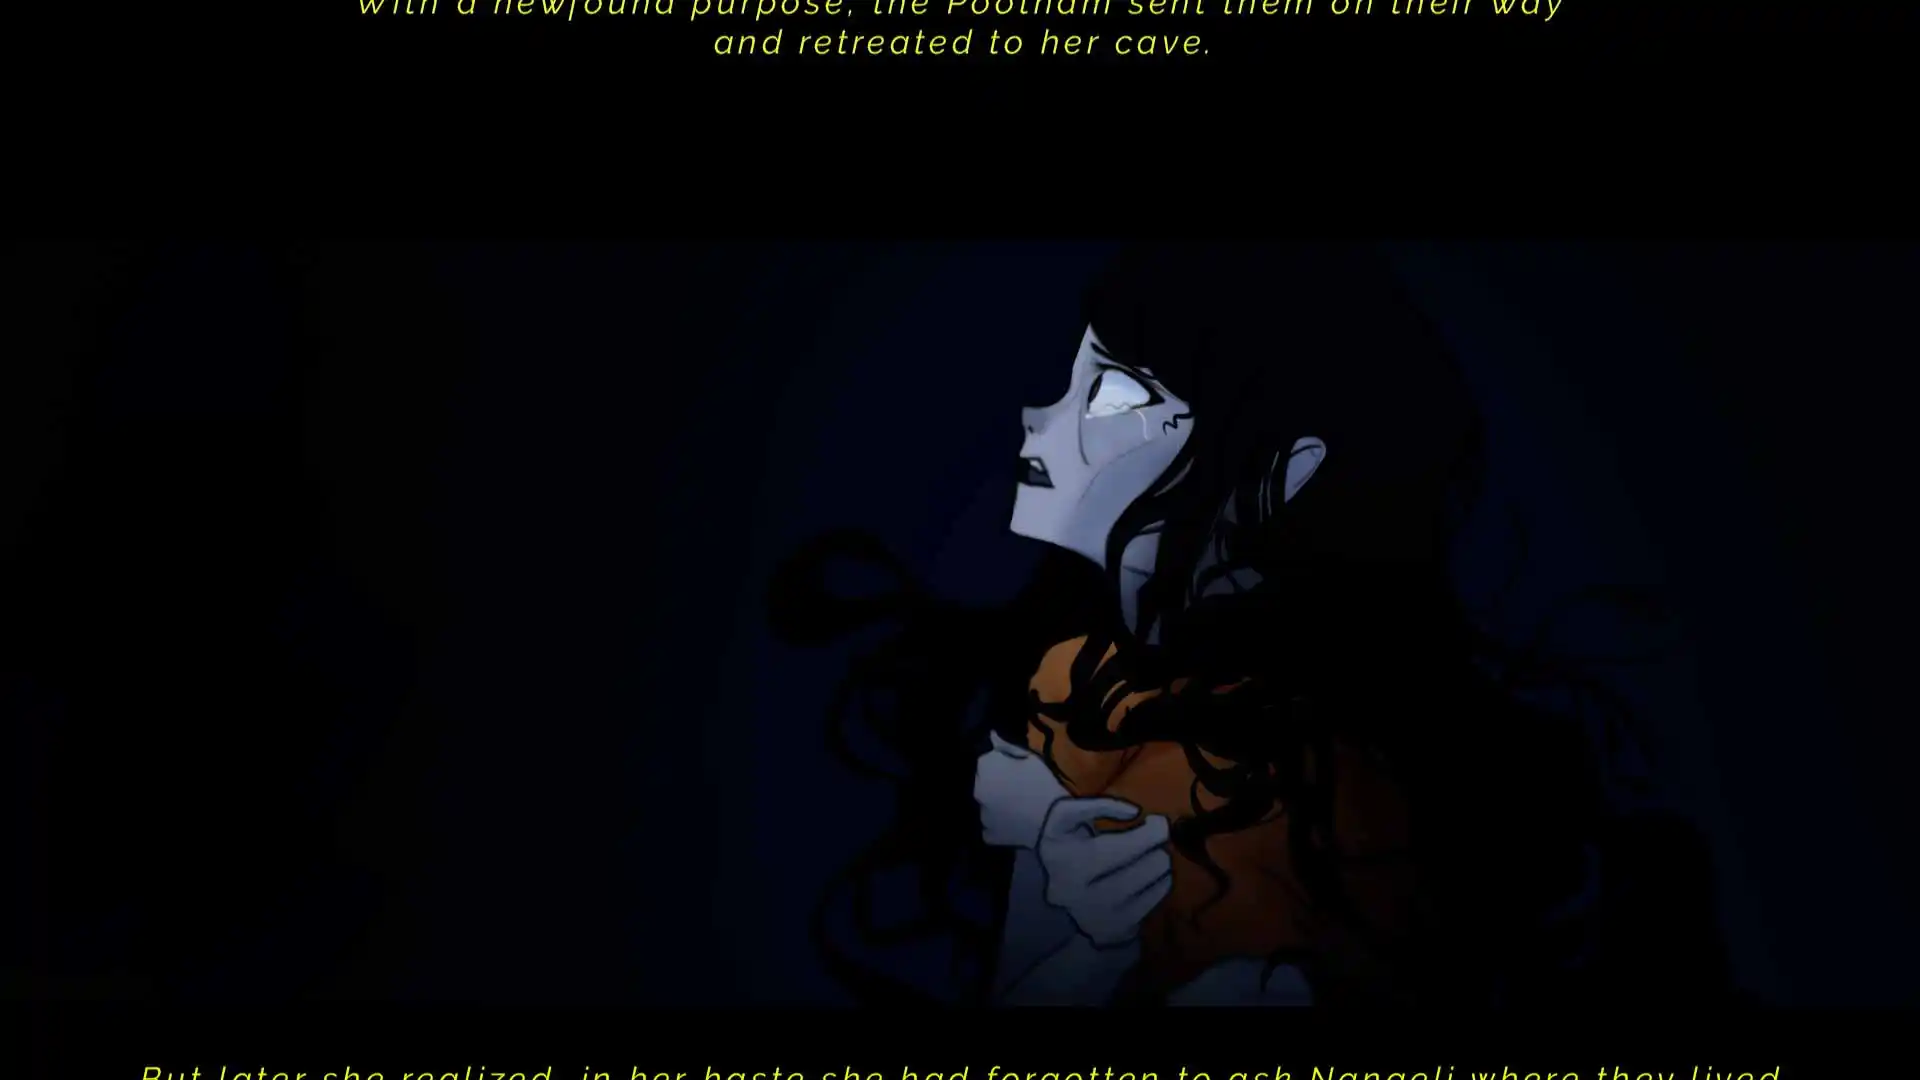 With a newfound purpose, the Pootham sent them on their way
and retreated to her cave.
But later she realized, in her haste she had forgotten to ask Nangeli where they lived